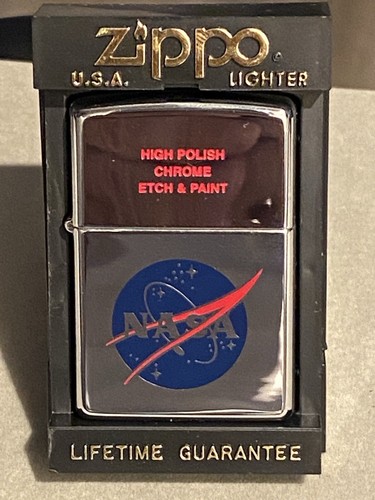 Zippo
U.S.A. LIGHTER
HIGH POLISH
CHROME
ETCH & PAINT
NASA
LIFETIME GUARANTEE